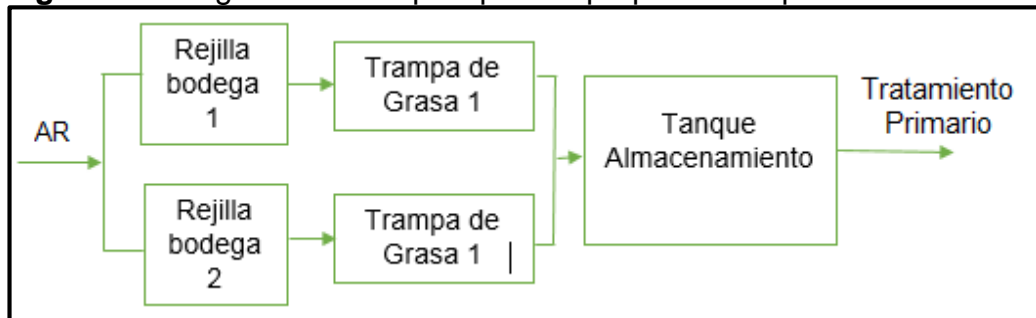 AR
Rejilla
bodega
1
Trampa de
Grasa 1
Rejilla
bodega
2
Trampa de
Grasa 1
Tanque
Almacenamiento
Tratamiento
Primario